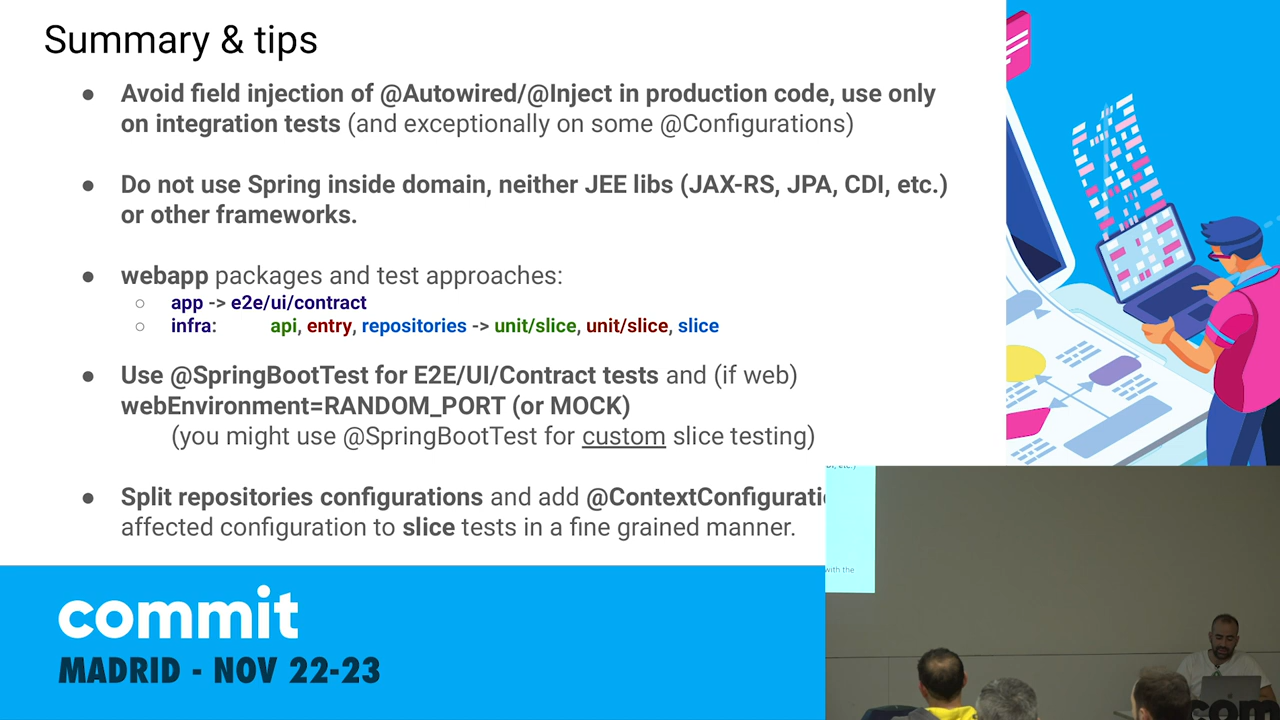 Summary & tips
● Avoid field injection of @Autowired/@Inject in production code, use only
on integration tests (and exceptionally on some @Configurations)
● Do not use Spring inside domain, neither JEE libs (JAX-RS, JPA, CDI, etc.)
or other frameworks.
● webapp packages and test approaches:
○ app -> e2e/ui/contract
○ infra: api, entry, repositories -> unit/slice, unit/slice, slice
● Use @SpringBootTest for E2E/UI/Contract tests and (if web)
webEnvironment=RANDOM_PORT (or MOCK)
(you might use @SpringBootTest for custom slice testing)
● Split repositories configurations and add @ContextConfigurati
affected configuration to slice tests in a fine grained manner.
with the
commit
MADRID - NOV 22-23
com